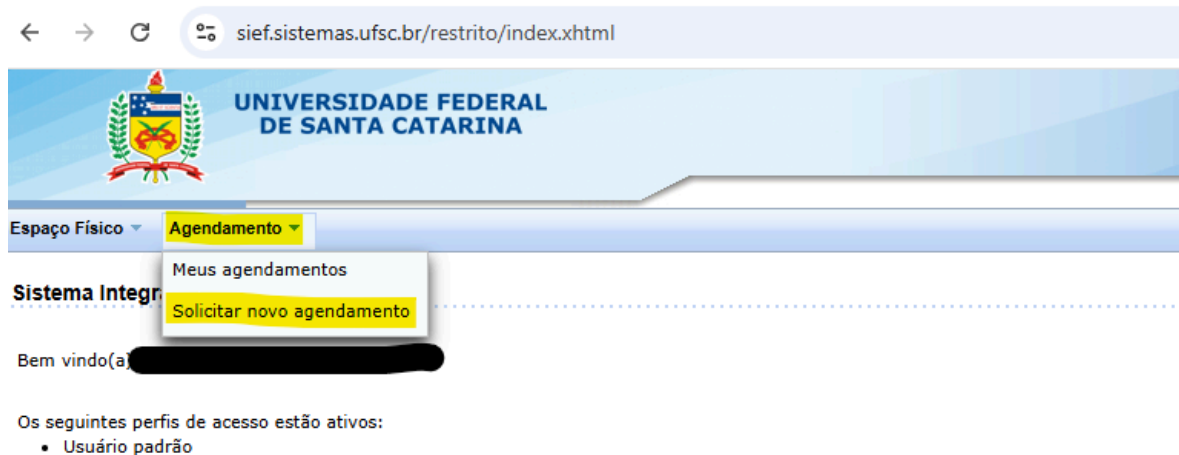 sief.sistemas.ufsc.br/restrito/index.xhtml
UNIVERSIDADE FEDERAL
DE SANTA CATARINA
Espaço Físico Agendamento
Meus agendamentos
Sistema Integr
Solicitar novo agendamento
Bem vindo(a)
Os seguintes perfis de acesso estão ativos:
• Usuário padrão